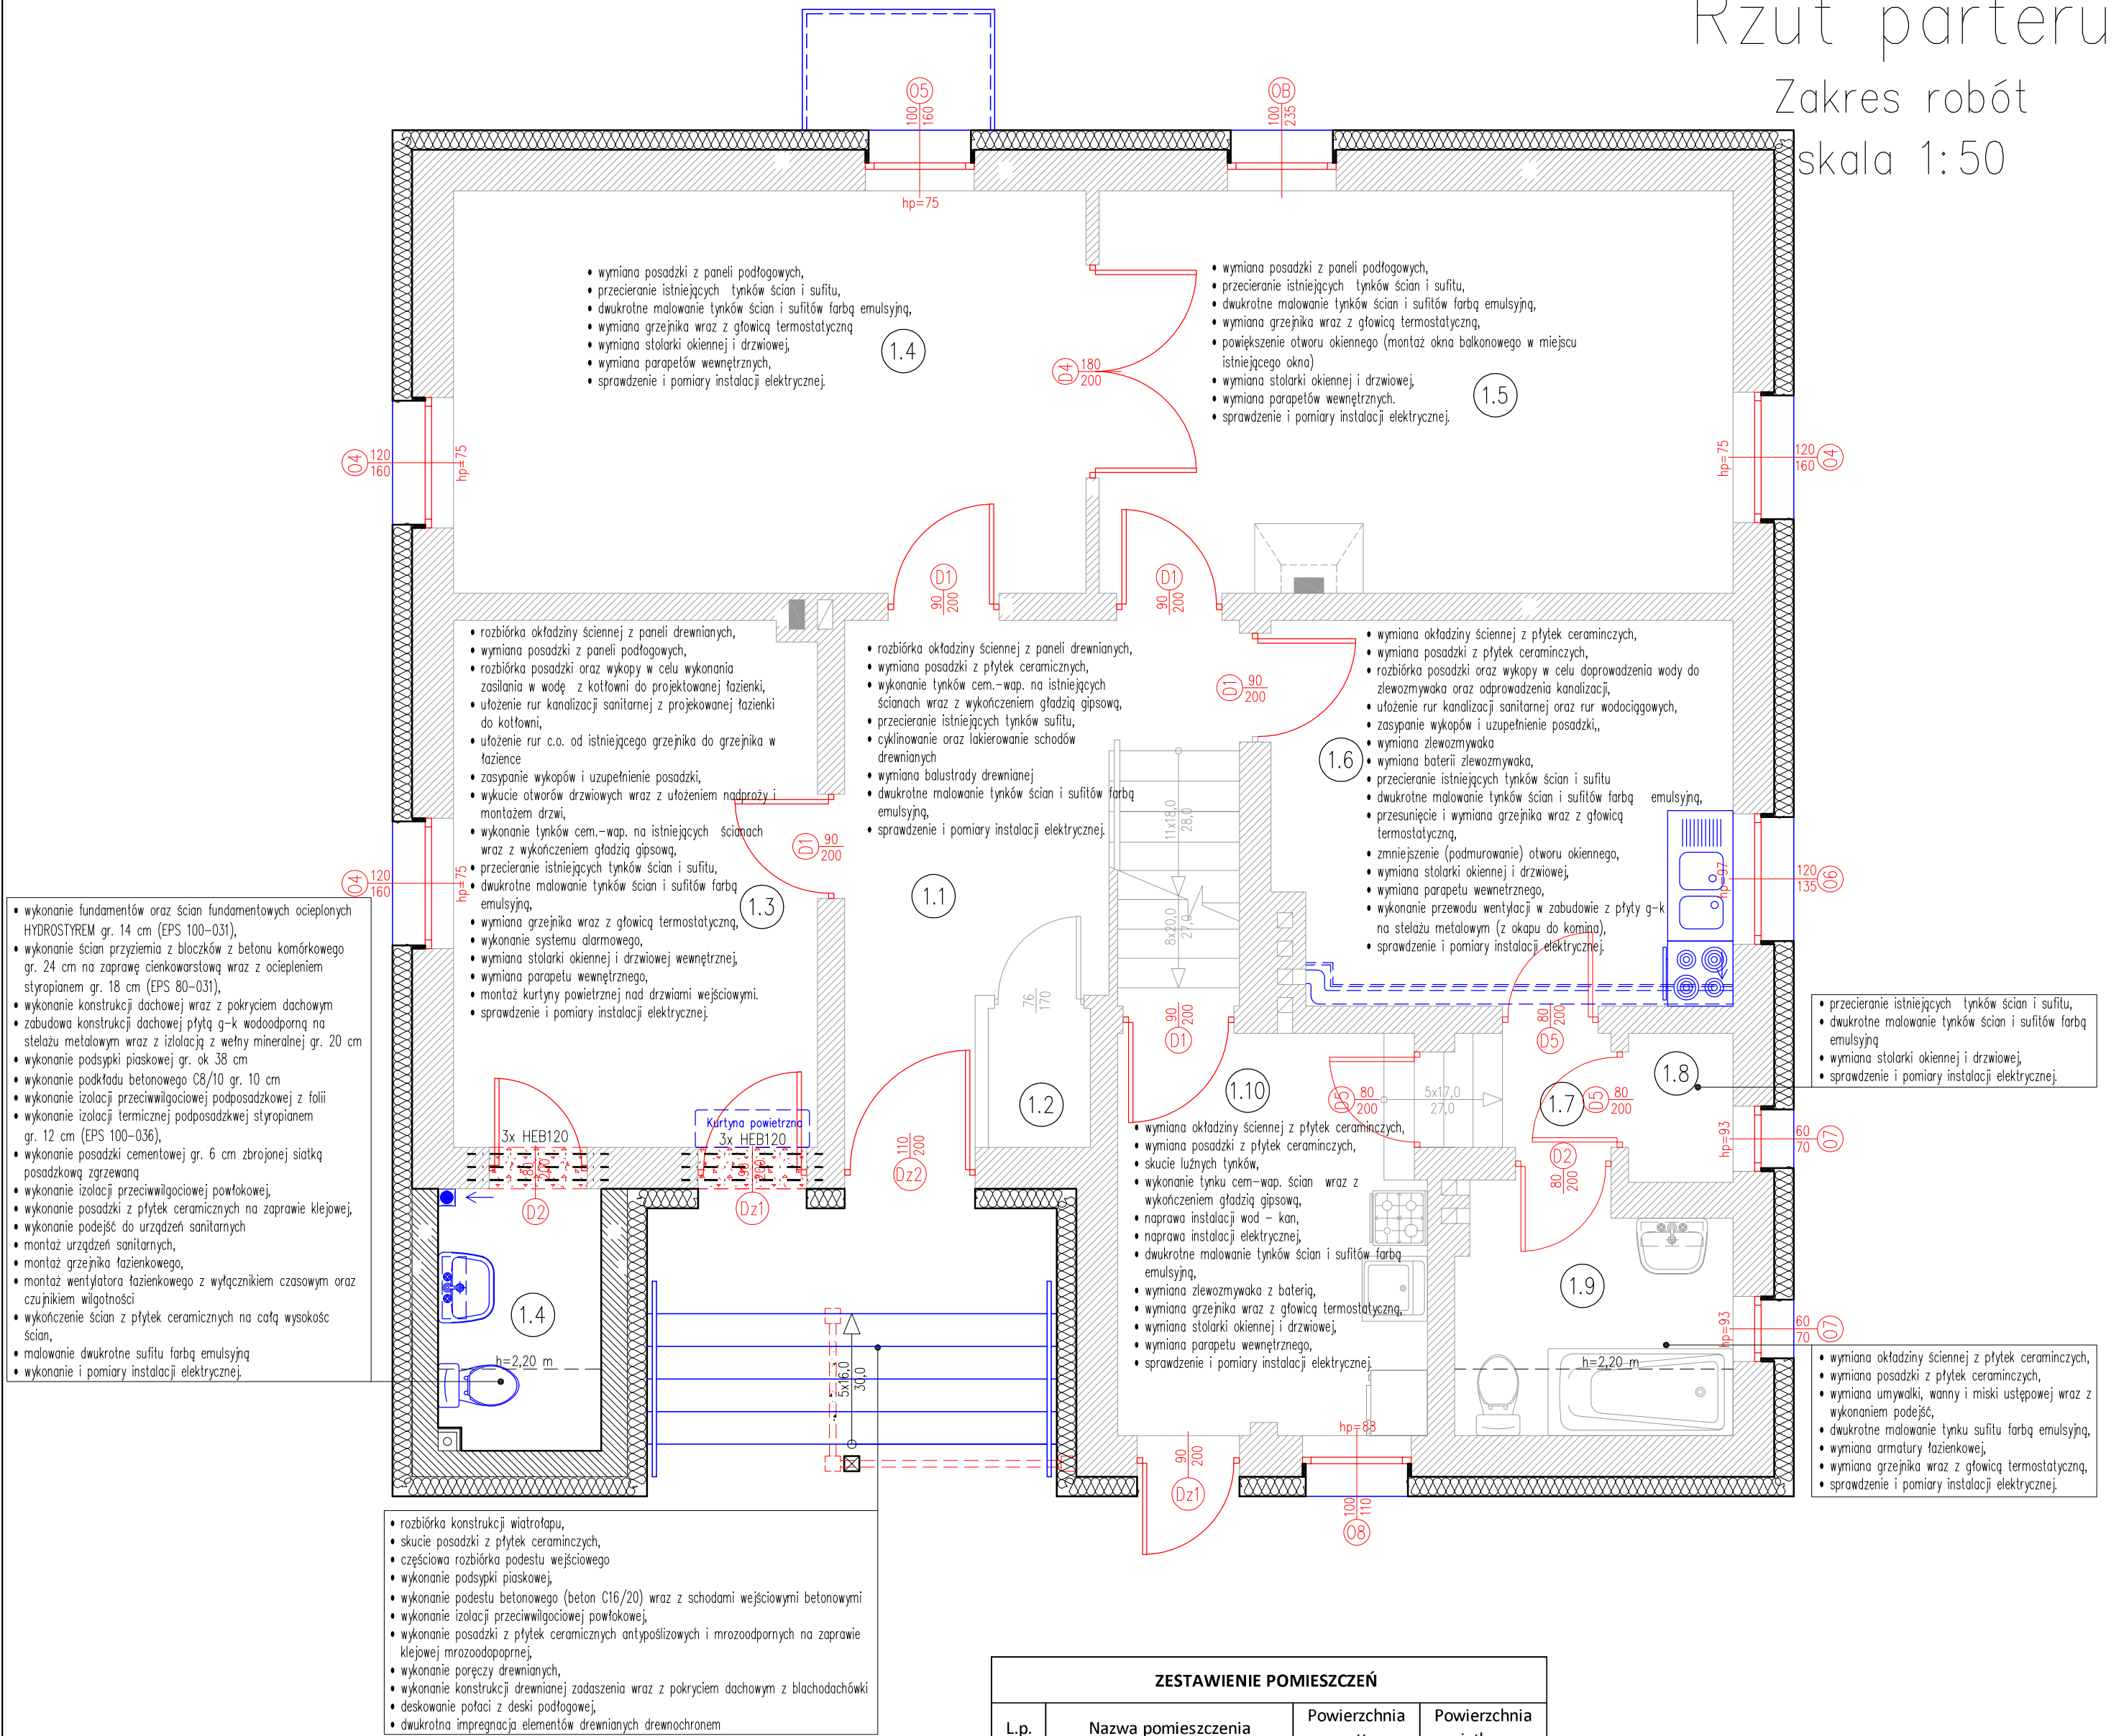 Rzut parteru
Zakres robót
skala 1:50
O5
100
160
hp=75
OB
100
235
• wymiana posadzki z paneli podłogowych,
• przecieranie istniejących tynków ścian i sufitu,
• dwukrotne malowanie tynków ścian i sufitów farbą emulsyjną,
• wymiana grzejnika wraz z głowicą termostatyczną
• wymiana stolarki okiennej i drzwiowej,
• wymiana parapetów wewnętrznych,
• sprawdzenie i pomiary instalacji elektrycznej.
1.4
• wymiana posadzki z paneli podłogowych,
• przecieranie istniejących tynków ścian i sufitu,
• dwukrotne malowanie tynków ścian i sufitów farbą emulsyjną,
• wymiana grzejnika wraz z głowicą termostatyczną,
• powiększenie otworu okiennego (montaż okna balkonowego w miejscu
istniejącego okna)
• wymiana stolarki okiennej i drzwiowej,
• wymiana parapetów wewnętrznych.
• sprawdzenie i pomiary instalacji elektrycznej.
1.5
D4
180
200
O4
120
160
hp=75
hp=75
120
160
O4
D1
90
200
D1
90
200
• rozbiórka okładziny ściennej z paneli drewnianych,
• wymiana posadzki z paneli podłogowych,
• rozbiórka posadzki oraz wykopy w celu wykonania
zasilania w wodę z kotłowni do projektowanej łazienki,
• ułożenie rur kanalizacji sanitarnej z projekowanej łazienki
do kotłowni,
• ułożenie rur c.o. od istniejącego grzejnika do grzejnika w
łazience
• zasypanie wykopów i uzupełnienie posadzki,
• wykucie otworów drzwiowych wraz z ułożeniem nadproży i
montażem drzwi,
• wykonanie tynków cem.-wap. na istniejących ścianach
wraz z wykończeniem gładzią gipsową,
• przecieranie istniejących tynków ścian i sufitu,
• dwukrotne malowanie tynków ścian i sufitów farbą
emulsyjną,
• wymiana grzejnika wraz z głowicą termostatyczną,
• wykonanie systemu alarmowego,
• wymiana stolarki okiennej i drzwiowej wewnętrznej,
• wymiana parapetu wewnętrznego,
• montaż kurtyny powietrznej nad drzwiami wejściowymi.
• sprawdzenie i pomiary instalacji elektrycznej.
1.3
D1
90
200
O4
120
160
hp=75
• rozbiórka okładziny ściennej z paneli drewnianych,
• wymiana posadzki z płytek ceramicznych,
• wykonanie tynków cem.-wap. na istniejących
ścianach wraz z wykończeniem gładzią gipsową,
• przecieranie istniejących tynków sufitu,
• cyklinowanie oraz lakierowanie schodów
drewnianych
• wymiana balustrady drewnianej
• dwukrotne malowanie tynków ścian i sufitów farbą
emulsyjną,
• sprawdzenie i pomiary instalacji elektrycznej.
1.1
D1
90
200
11x18,0
28,0
8x20,0
27,0
• wymiana okładziny ściennej z płytek ceraminczych,
• wymiana posadzki z płytek ceraminczych,
• rozbiórka posadzki oraz wykopy w celu doprowadzenia wody do
zlewozmywaka oraz odprowadzenia kanalizacji,
• ułożenie rur kanalizacji sanitarnej oraz rur wodociągowych,
• zasypanie wykopów i uzupełnienie posadzki,,
• wymiana zlewozmywaka
• wymiana baterii zlewozmywaka,
• przecieranie istniejących tynków ścian i sufitu
• dwukrotne malowanie tynków ścian i sufitów farbą emulsyjną,
• przesunięcie i wymiana grzejnika wraz z głowicą
termostatyczną,
• zmniejszenie (podmurowanie) otworu okiennego,
• wymiana stolarki okiennej i drzwiowej,
• wymiana parapetu wewnetrznego,
• wykonanie przewodu wentylacji w zabudowie z płyty g-k
na stelażu metalowym (z okapu do komina),
• sprawdzenie i pomiary instalacji elektrycznej.
1.6
hp=97
120
135
O6
• wykonanie fundamentów oraz ścian fundamentowych ocieplonych
HYDROSTYREM gr. 14 cm (EPS 100-031),
• wykonanie ścian przyziemia z bloczków z betonu komórkowego
gr. 24 cm na zaprawę cienkowarstową wraz z ociepleniem
styropianem gr. 18 cm (EPS 80-031),
• wykonanie konstrukcji dachowej wraz z pokryciem dachowym
• zabudowa konstrukcji dachowej płytą g-k wodoodporną na
stelażu metalowym wraz z izlolacją z wełny mineralnej gr. 20 cm
• wykonanie podsypki piaskowej gr. ok 38 cm
• wykonanie podkładu betonowego C8/10 gr. 10 cm
• wykonanie izolacji przeciwwilgociowej podposadzkowej z folii
• wykonanie izolacji termicznej podposadzkwej styropianem
gr. 12 cm (EPS 100-036),
• wykonanie posadzki cementowej gr. 6 cm zbrojonej siatką
posadzkową zgrzewaną
• wykonanie izolacji przeciwwilgociowej powłokowej,
• wykonanie posadzki z płytek ceramicznych na zaprawie klejowej,
• wykonanie podejść do urządzeń sanitarnych
• montaż urządzeń sanitarnych,
• montaż grzejnika łazienkowego,
• montaż wentylatora łazienkowego z wyłącznikiem czasowym oraz
czujnikiem wilgotności
• wykończenie ścian z płytek ceramicznych na całą wysokośc
ścian,
• malowanie dwukrotne sufitu farbą emulsyjną
• wykonanie i pomiary instalacji elektrycznej.
76
170
1.2
90
200
D1
80
200
D5
• przecieranie istniejących tynków ścian i sufitu,
• dwukrotne malowanie tynków ścian i sufitów farbą
emulsyjną
• wymiana stolarki okiennej i drzwiowej,
• sprawdzenie i pomiary instalacji elektrycznej.
1.8
1.10
D5
80
200
5x17,0
27,0
1.7
D5
80
200
Kurtyna powietrzna
3x HEB120
3x HEB120
80
200
D2
90
200
Dz1
110
200
Dz2
• wymiana okładziny ściennej z płytek ceraminczych,
• wymiana posadzki z płytek ceraminczych,
• skucie luźnych tynków,
• wykonanie tynku cem-wap. ścian wraz z
wykończeniem gładzią gipsową,
• naprawa instalacji wod - kan,
• naprawa instalacji elektrycznej,
• dwukrotne malowanie tynków ścian i sufitów farbą
emulsyjną,
• wymiana zlewozmywaka z baterią,
• wymiana grzejnika wraz z głowicą termostatyczną,
• wymiana stolarki okiennej i drzwiowej,
• wymiana parapetu wewnętrznego,
• sprawdzenie i pomiary instalacji elektrycznej.
D2
80
200
hp=93
60
70
O7
1.9
hp=93
60
70
O7
1.4
h=2,20 m
5x16,0
30,0
h=2,20 m
• wymiana okładziny ściennej z płytek ceraminczych,
• wymiana posadzki z płytek ceraminczych,
• wymiana umywalki, wanny i miski ustępowej wraz z
wykonaniem podejść,
• dwukrotne malowanie tynku sufitu farbą emulsyjną,
• wymiana armatury łazienkowej,
• wymiana grzejnika wraz z głowicą termostatyczną,
• sprawdzenie i pomiary instalacji elektrycznej.
hp=88
90
200
Dz1
100
110
O8
• rozbiórka konstrukcji wiatrołapu,
• skucie posadzki z płytek ceraminczych,
• częściowa rozbiórka podestu wejściowego
• wykonanie podsypki piaskowej,
• wykonanie podestu betonowego (beton C16/20) wraz z schodami wejściowymi betonowymi
• wykonanie izolacji przeciwwilgociowej powłokowej,
• wykonanie posadzki z płytek ceramicznych antypoślizowych i mrozoodpornych na zaprawie
klejowej mrozoodopoprnej,
• wykonanie poręczy drewnianych,
• wykonanie konstrukcji drewnianej zadaszenia wraz z pokryciem dachowym z blachodachówki
• deskowanie połaci z deski podłogowej,
• dwukrotna impregnacja elementów drewnianych drewnochronem
ZESTAWIENIE POMIESZCZEŃ
L.p.
Nazwa pomieszczenia
Powierzchnia
Powierzchnia